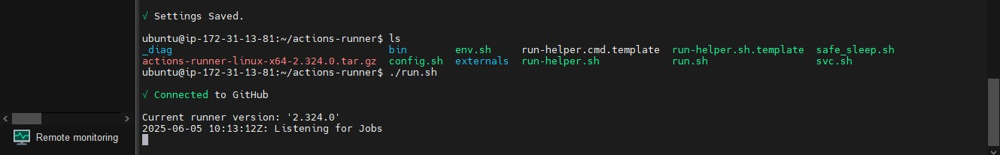 √ Settings Saved.
ubuntu@ip-172-31-13-81:~/actions-runner$ ls
_diag bin env.sh run-helper.cmd.template run-helper.sh.template safe_sleep.sh
actions-runner-linux-x64-2.324.0.tar.gz config.sh externals run-helper.sh run.sh svc.sh
ubuntu@ip-172-31-13-81:~/actions-runner$ ./run.sh
√ Connected to GitHub
Current runner version: '2.324.0'
2025-06-05 10:13:12Z: Listening for Jobs
Remote monitoring